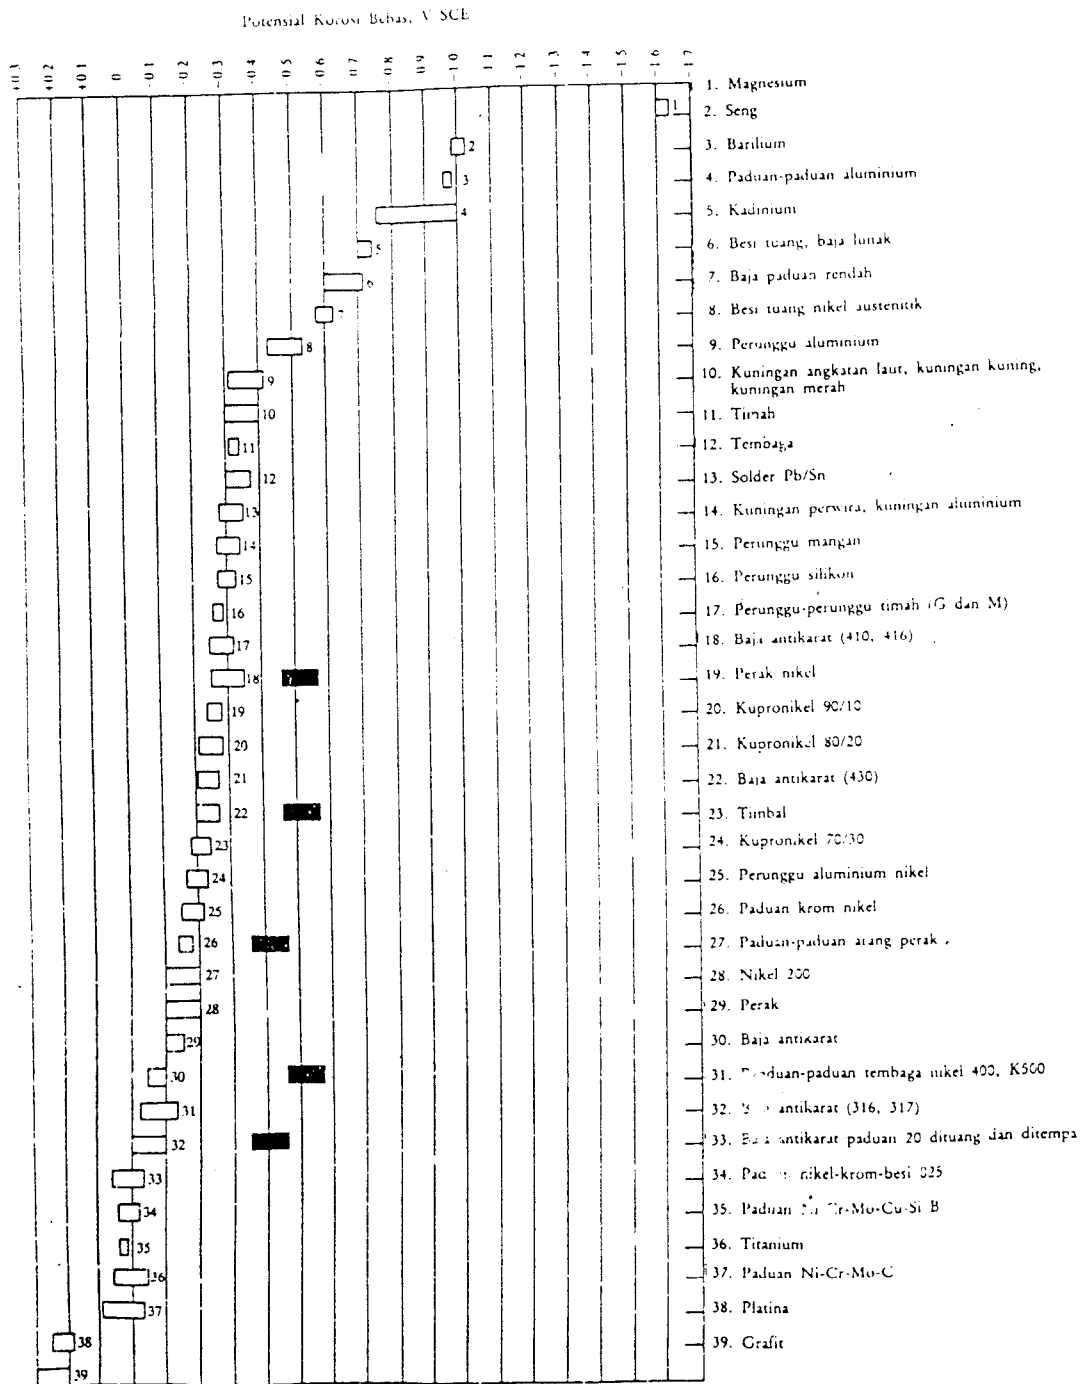 Potensial Korosi Bebas, V SCE
+0.3 +0.2 +0.1 0 -0.1 -0.2 -0.3 -0.4 -0.5 -0.6 -0.7 -0.8 -0.9 -1.0 -1.1 -1.2 -1.3 -1.4 -1.5 -1.6 -1.7
1
2
3
4
5
6
7
8
9
10
11
12
13
14
15
16
17
18
19
20
21
22
23
24
25
26
27
28
29
30
31
32
33
34
35
36
37
38
39
1. Magnesium
2. Seng
3. Barilium
4. Paduan-paduan aluminium
5. Kadinium
6. Besi tuang, baja lunak
7. Baja paduan rendah
8. Besi tuang nikel austenitik
9. Perunggu aluminium
10. Kuningan angkatan laut, kuningan kuning,
kuningan merah
11. Timah
12. Tembaga
13. Solder Pb/Sn
14. Kuningan perwira, kuningan aluminium
15. Perunggu mangan
16. Perunggu silikon
17. Perunggu-perunggu timah (G dan M)
18. Baja antikarat (410, 416)
19. Perak nikel
20. Kupronikel 90/10
21. Kupronikel 80/20
22. Baja antikarat (430)
23. Timbal
24. Kupronikel 70/30
25. Perunggu aluminium nikel
26. Paduan krom nikel
27. Paduan-paduan atang perak
28. Nikel 200
29. Perak
30. Baja antikarat
31. Paduan-paduan tembaga nikel 400, K500
32. antikarat (316, 317)
33. Baja antikarat paduan 20 dituang dan ditempa
34. nikel-krom-besi 825
35. Paduan Ni-Cr-Mo-Cu-Si B
36. Titanium
37. Paduan Ni-Cr-Mo-C
38. Platina
39. Grafit